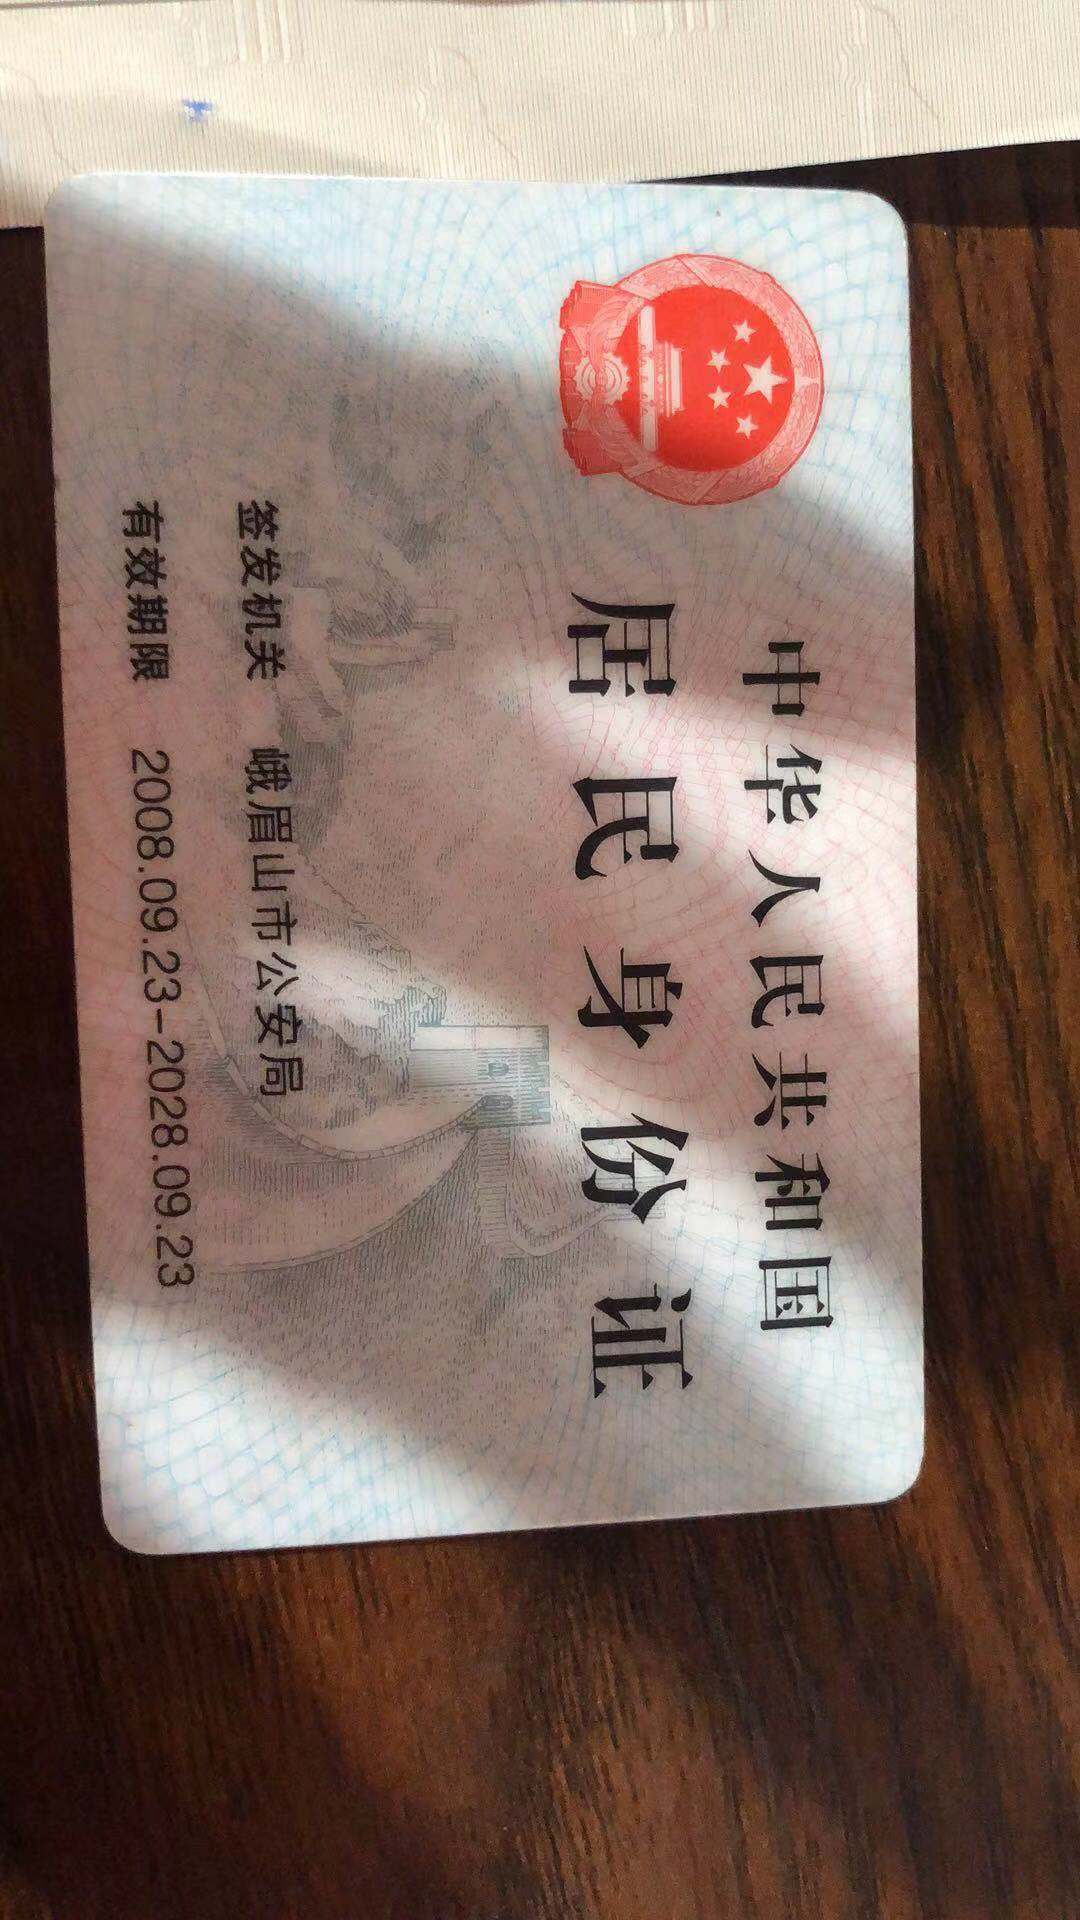 中华人民共和国
居民身份证
签发机关 峨眉山市公安局
有效期限 2008.09.23-2028.09.23